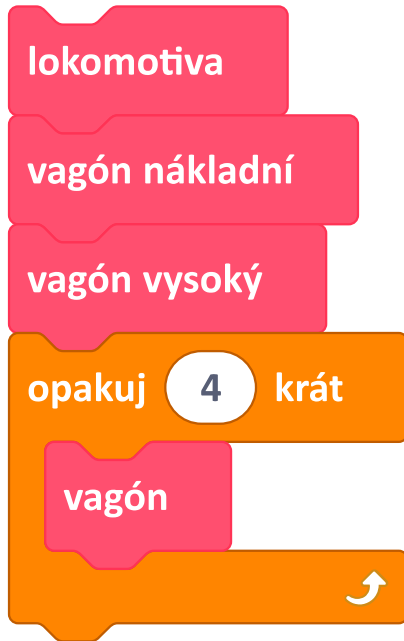 lokomotiva
vagón nákladní
vagón vysoký
opakuj 4 krát
vagón